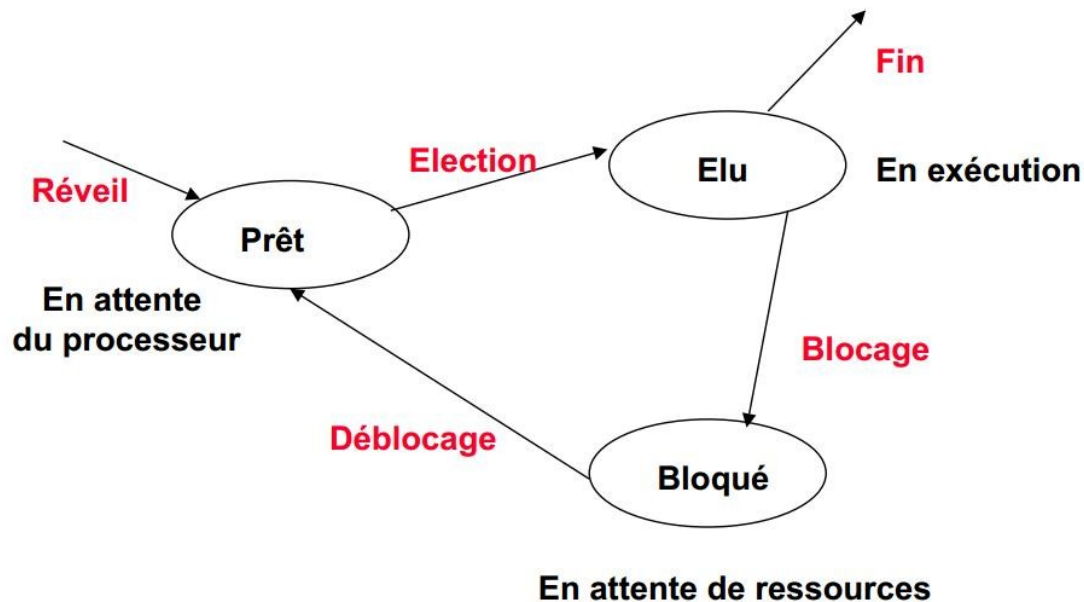 Fin
Election
Elu
En exécution
Réveil
Prêt
En attente
du processeur
Blocage
Déblocage
Bloqué
En attente de ressources